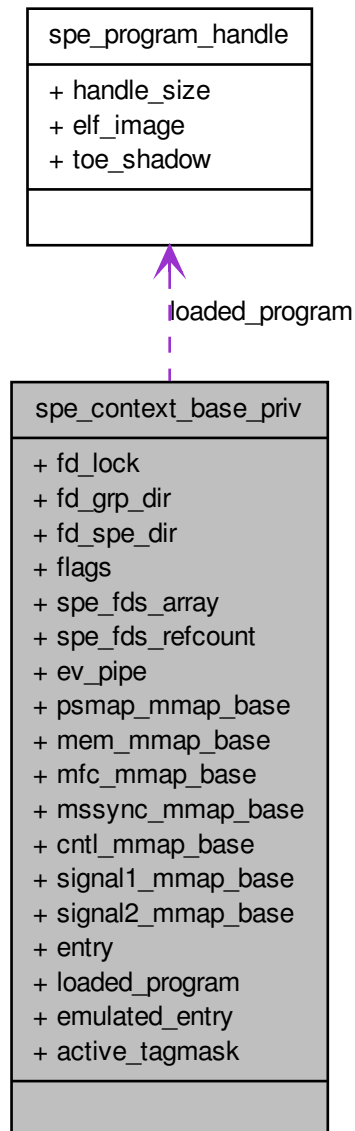 spe_program_handle
+ handle_size
+ elf_image
+ toe_shadow
loaded_program
spe_context_base_priv
+ fd_lock
+ fd_grp_dir
+ fd_spe_dir
+ flags
+ spe_fds_array
+ spe_fds_refcount
+ ev_pipe
+ psmap_mmap_base
+ mem_mmap_base
+ mfc_mmap_base
+ mssync_mmap_base
+ cntl_mmap_base
+ signal1_mmap_base
+ signal2_mmap_base
+ entry
+ loaded_program
+ emulated_entry
+ active_tagmask